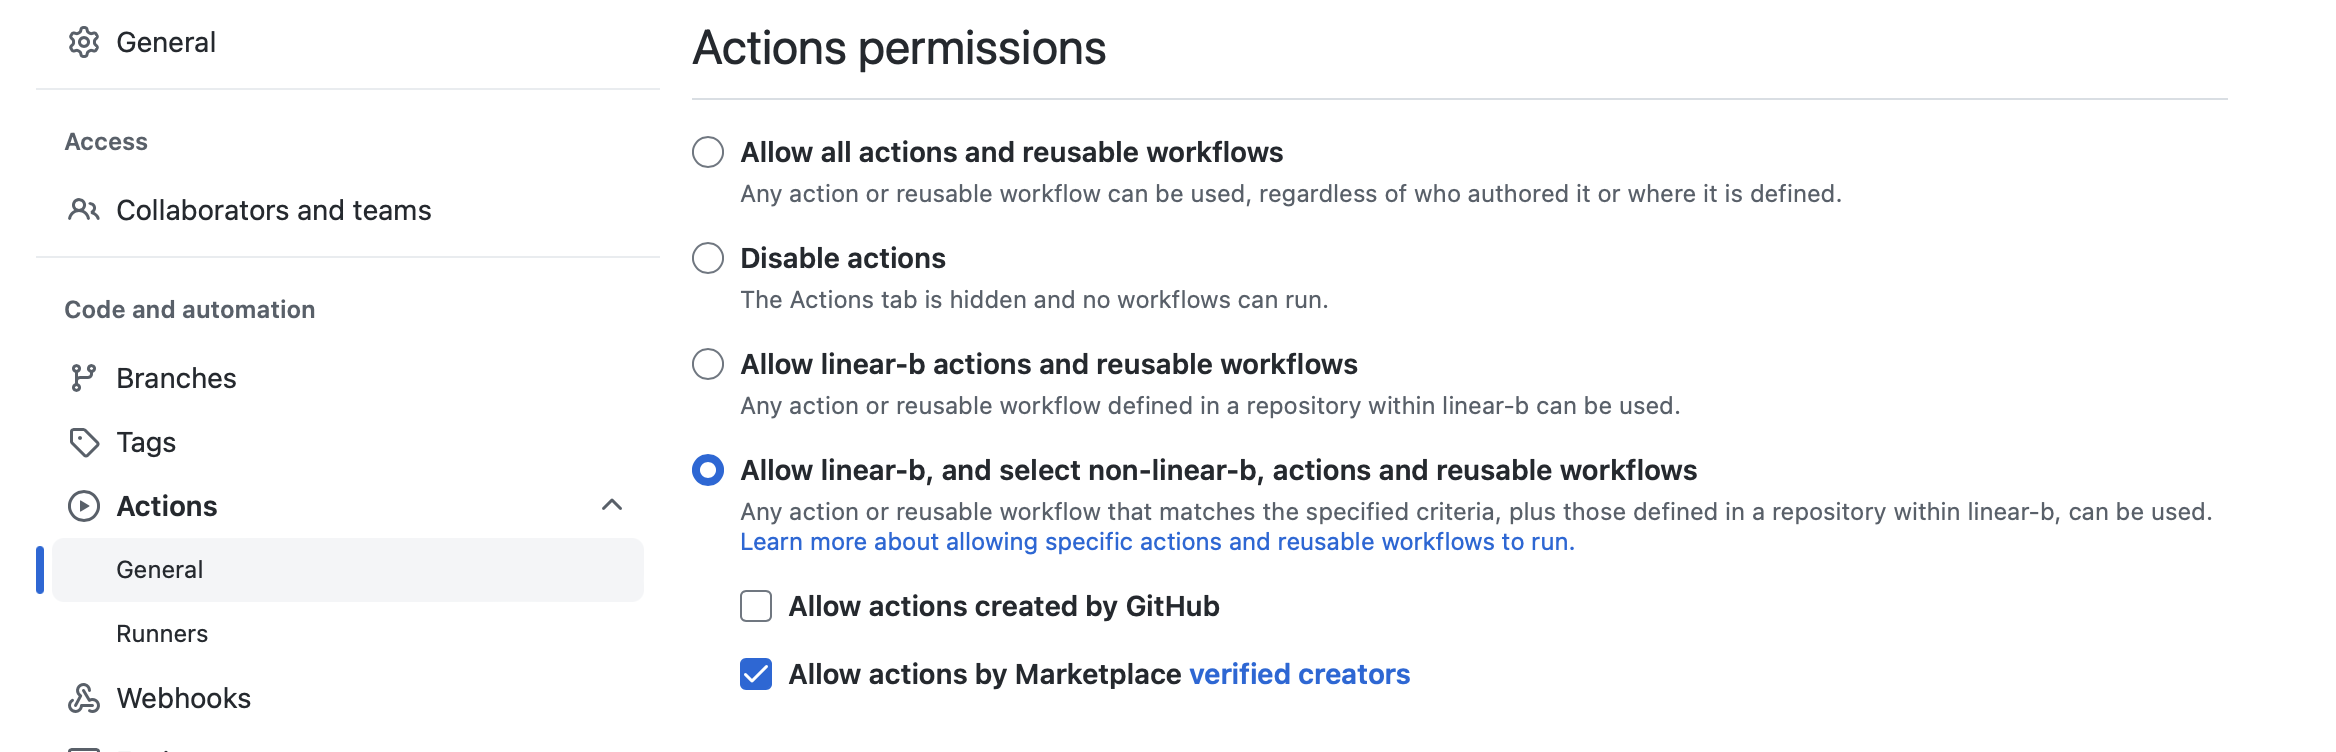 General
Access
Collaborators and teams
Code and automation
Branches
Tags
Actions
General
Runners
Webhooks
Actions permissions
Allow all actions and reusable workflows
Any action or reusable workflow can be used, regardless of who authored it or where it is defined.
Disable actions
The Actions tab is hidden and no workflows can run.
Allow linear-b actions and reusable workflows
Any action or reusable workflow defined in a repository within linear-b can be used.
Allow linear-b, and select non-linear-b, actions and reusable workflows
Any action or reusable workflow that matches the specified criteria, plus those defined in a repository within linear-b, can be used.
Learn more about allowing specific actions and reusable workflows to run.
Allow actions created by GitHub
Allow actions by Marketplace verified creators